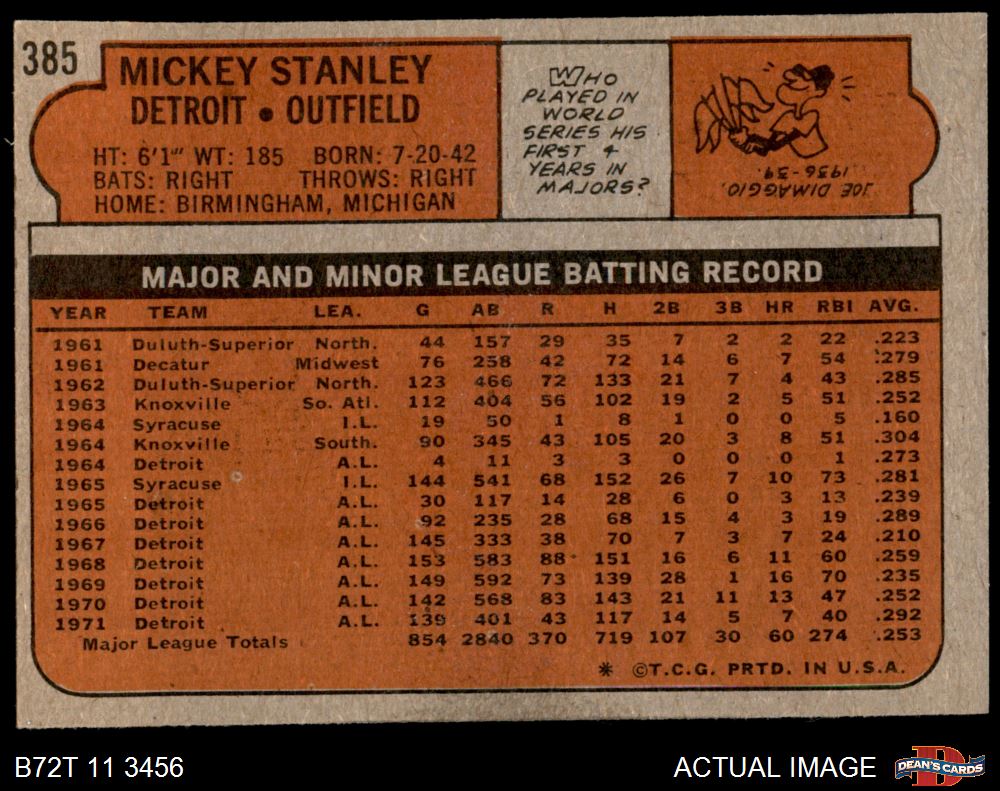 385
MICKEY STANLEY
DETROIT • OUTFIELD
HT: 6'1" WT: 185 BORN: 7-20-42
BATS: RIGHT THROWS: RIGHT
HOME: BIRMINGHAM, MICHIGAN
WHO
PLAYED IN
WORLD
SERIES HIS
FIRST 4
YEARS IN
MAJORS?
JOE DIMAGGIO,
1936-39.
MAJOR AND MINOR LEAGUE BATTING RECORD
YEAR TEAM LEA. G AB R H 2B 3B HR RBI AVG.
1961 Duluth-Superior North. 44 157 29 35 7 2 2 22 .223
1961 Decatur Midwest 76 258 42 72 14 6 7 54 .279
1962 Duluth-Superior North. 123 466 72 133 21 7 4 43 .285
1963 Knoxville So. Atl. 112 404 56 102 19 2 5 51 .252
1964 Syracuse I.L. 19 50 1 8 1 0 0 5 .160
1964 Knoxville South. 90 345 43 105 20 3 8 51 .304
1964 Detroit A.L. 4 11 3 3 0 0 0 1 .273
1965 Syracuse I.L. 144 541 68 152 26 7 10 73 .281
1965 Detroit A.L. 30 117 14 28 6 0 3 13 .239
1966 Detroit A.L. 92 235 28 68 15 4 3 19 .289
1967 Detroit A.L. 145 333 38 70 7 3 7 24 .210
1968 Detroit A.L. 153 583 88 151 16 6 11 60 .259
1969 Detroit A.L. 149 592 73 139 28 1 16 70 .235
1970 Detroit A.L. 142 568 83 143 21 11 13 47 .252
1971 Detroit A.L. 139 401 43 117 14 5 7 40 .292
Major League Totals 854 2840 370 719 107 30 60 274 .253
* ©T.C.G. PRTD. IN U.S.A.
B72T 11 3456
ACTUAL IMAGE
DEAN'S CARDS